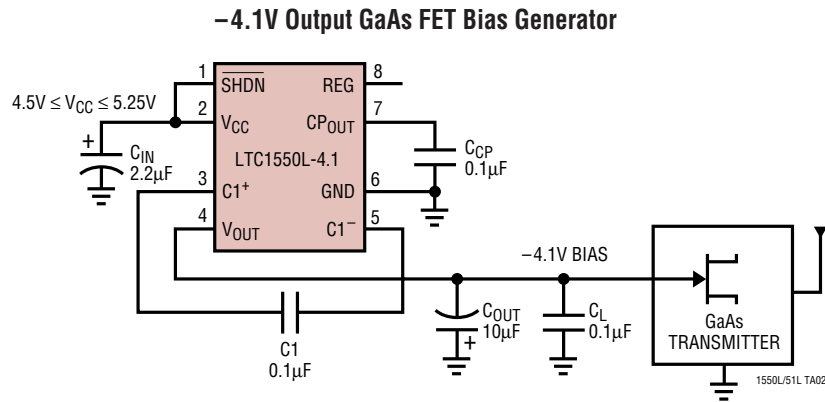 –4.1V Output GaAs FET Bias Generator
4.5V ≤ VCC ≤ 5.25V
1
SHDN
REG
8
2
VCC
CPOUT
7
+
CIN
2.2µF
LTC1550L-4.1
CCP
0.1µF
3
C1+
GND
6
4
VOUT
C1–
5
–4.1V BIAS
COUT
10µF
+
CL
0.1µF
C1
0.1µF
GaAs
TRANSMITTER
1550L/51L TA02